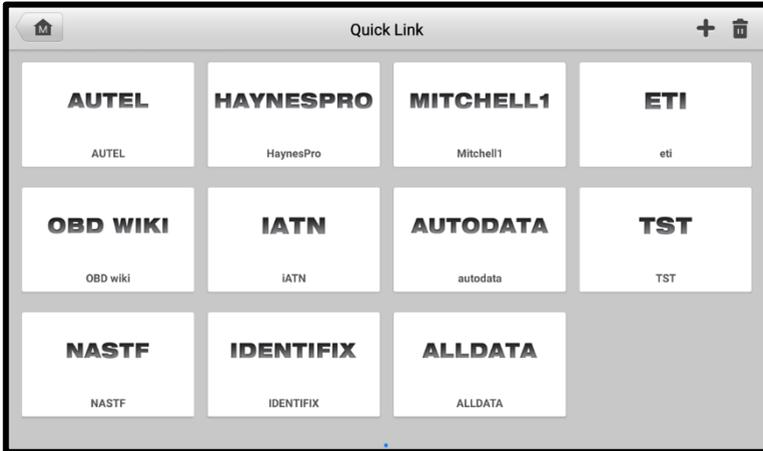 M
Quick Link
AUTEL
AUTEL
HAYNESPRO
HaynesPro
MITCHELL1
Mitchell1
ETI
eti
OBD WIKI
OBD wiki
IATN
iATN
AUTODATA
autodata
TST
TST
NASTF
NASTF
IDENTIFIX
IDENTIFIX
ALLDATA
ALLDATA